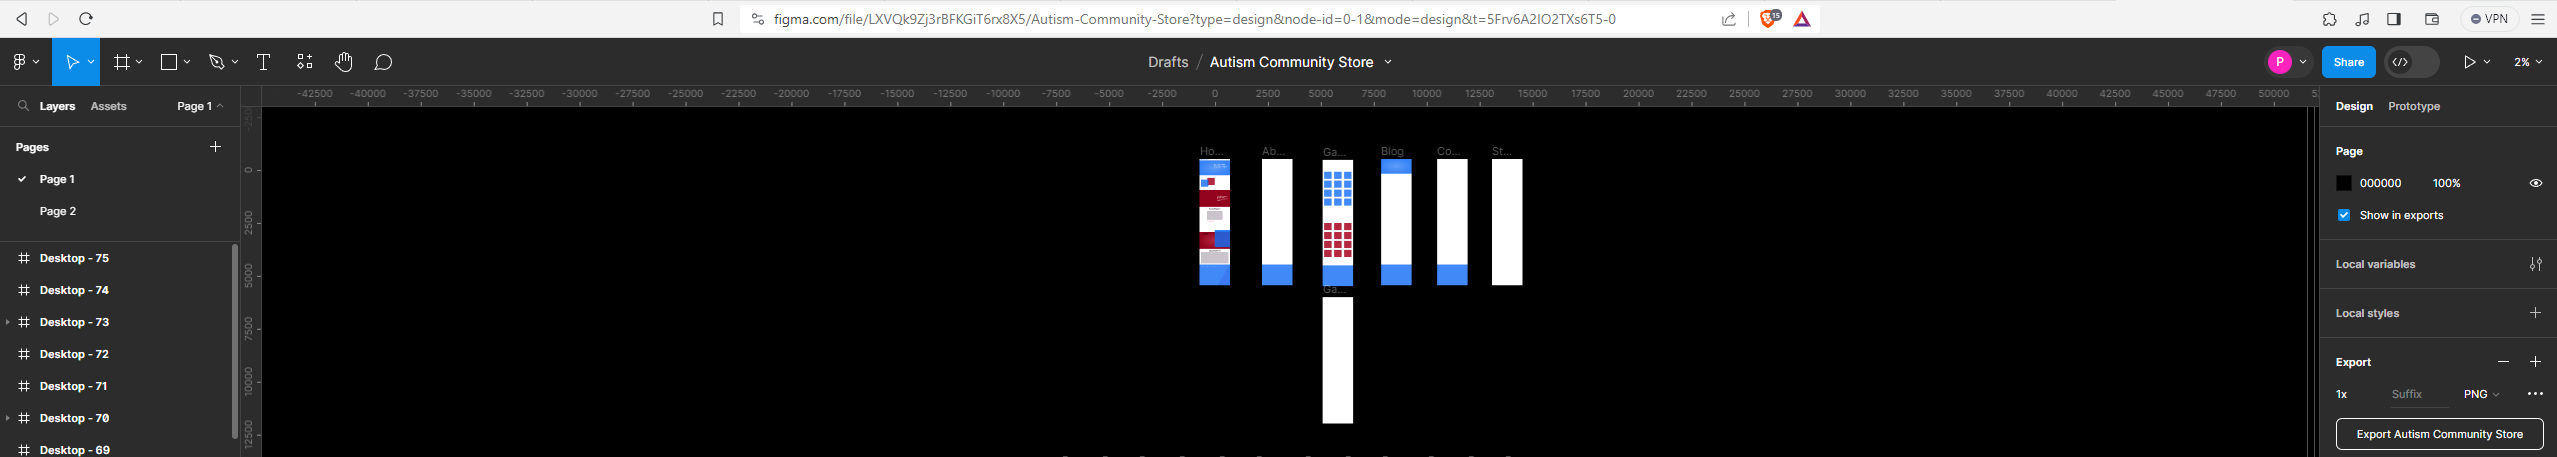 figma.com/file/LXVQk9Zj3rBFKGiT6rx8X5/Autism-Community-Store?type=design&node-id=0-1&mode=design&t=5Frv6A2IO2TXs6T5-0
15
VPN
Drafts / Autism Community Store
P
Share
2%
Layers Assets Page 1
-42500 -40000 -37500 -35000 -32500 -30000 -27500 -25000 -22500 -20000 -17500 -15000 -12500 -10000 -7500 -5000 -2500 0 2500 5000 7500 10000 12500 15000 17500 20000 22500 25000 27500 30000 32500 35000 37500 40000 42500 45000 47500 50000
Design Prototype
Pages
Page 1
Page 2
Desktop - 75
Desktop - 74
Desktop - 73
Desktop - 72
Desktop - 71
Desktop - 70
Desktop - 69
0
2500
5000
7500
10000
12500
Ho... Ab... Ga... Blog Co... St...
Ga...
Page
000000 100%
Show in exports
Local variables
Local styles
Export
1x Suffix PNG
Export Autism Community Store